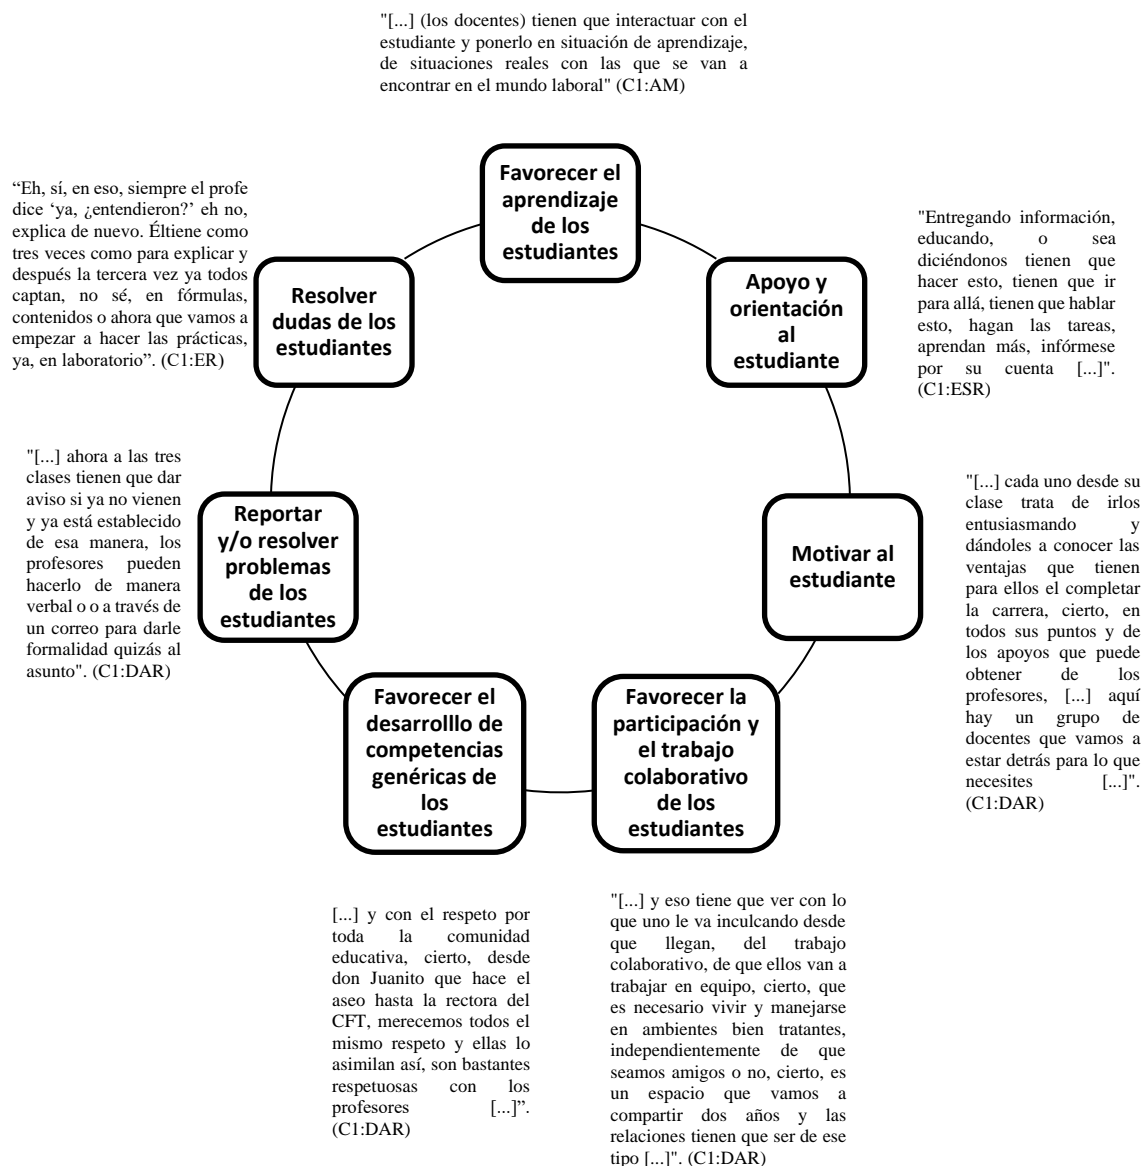 "[...] (los docentes) tienen que interactuar con el
estudiante y ponerlo en situación de aprendizaje,
de situaciones reales con las que se van a
encontrar en el mundo laboral" (C1:AM)
Favorecer el
aprendizaje
de los
estudiantes
“Eh, sí, en eso, siempre el profe
dice ‘ya, ¿entendieron?’ eh no,
explica de nuevo. Éltiene como
tres veces como para explicar y
después la tercera vez ya todos
captan, no sé, en fórmulas,
contenidos o ahora que vamos a
empezar a hacer las prácticas,
ya, en laboratorio”. (C1:ER)
Resolver
dudas de los
estudiantes
Apoyo y
orientación
al
estudiante
"Entregando información,
educando, o sea
diciéndonos tienen que
hacer esto, tienen que ir
para allá, tienen que hablar
esto, hagan las tareas,
aprendan más, infórmese
por su cuenta [...]".
(C1:ESR)
"[...] ahora a las tres
clases tienen que dar
aviso si ya no vienen
y ya está establecido
de esa manera, los
profesores pueden
hacerlo de manera
verbal o o a través de
un correo para darle
formalidad quizás al
asunto". (C1:DAR)
Reportar
y/o resolver
problemas
de los
estudiantes
Motivar al
estudiante
"[...] cada uno desde su
clase trata de irlos
entusiasmando y
dándoles a conocer las
ventajas que tienen
para ellos el completar
la carrera, cierto, en
todos sus puntos y de
los apoyos que puede
obtener de los
profesores, [...] aquí
hay un grupo de
docentes que vamos a
estar detrás para lo que
necesites [...]".
(C1:DAR)
Favorecer el
desarrolllo de
competencias
genéricas de
los
estudiantes
Favorecer la
participación y
el trabajo
colaborativo
de los
estudiantes
[...] y con el respeto por
toda la comunidad
educativa, cierto, desde
don Juanito que hace el
aseo hasta la rectora del
CFT, merecemos todos el
mismo respeto y ellas lo
asimilan así, son bastantes
respetuosas con los
profesores [...]”.
(C1:DAR)
"[...] y eso tiene que ver con lo
que uno le va inculcando desde
que llegan, del trabajo
colaborativo, de que ellos van a
trabajar en equipo, cierto, que
es necesario vivir y manejarse
en ambientes bien tratantes,
independientemente de que
seamos amigos o no, cierto, es
un espacio que vamos a
compartir dos años y las
relaciones tienen que ser de ese
tipo [...]". (C1:DAR)